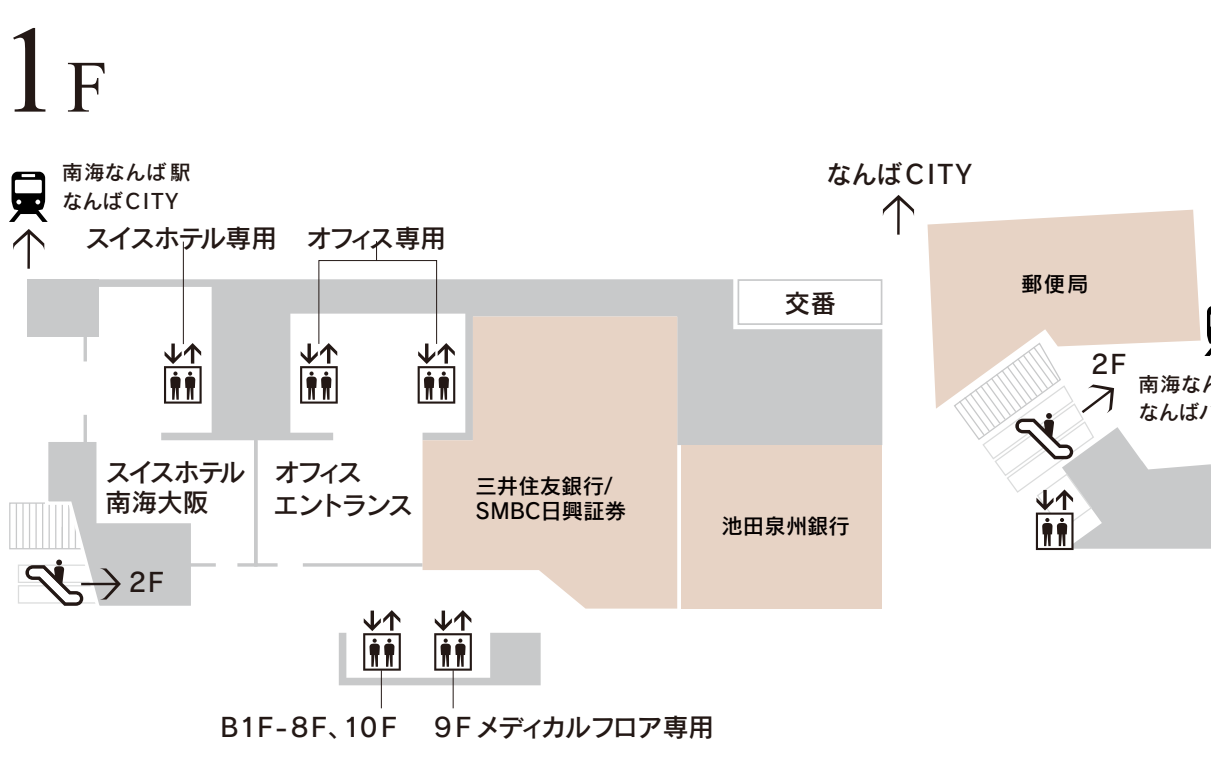 1F
南海なんば駅
なんばCITY
スイスホテル専用
オフィス専用
なんばCITY
交番
郵便局
2F
南海なん
なんば
スイスホテル
南海大阪
オフィス
エントランス
三井住友銀行/
SMBC日興証券
池田泉州銀行
2F
B1F-8F、10F
9Fメディカルフロア専用